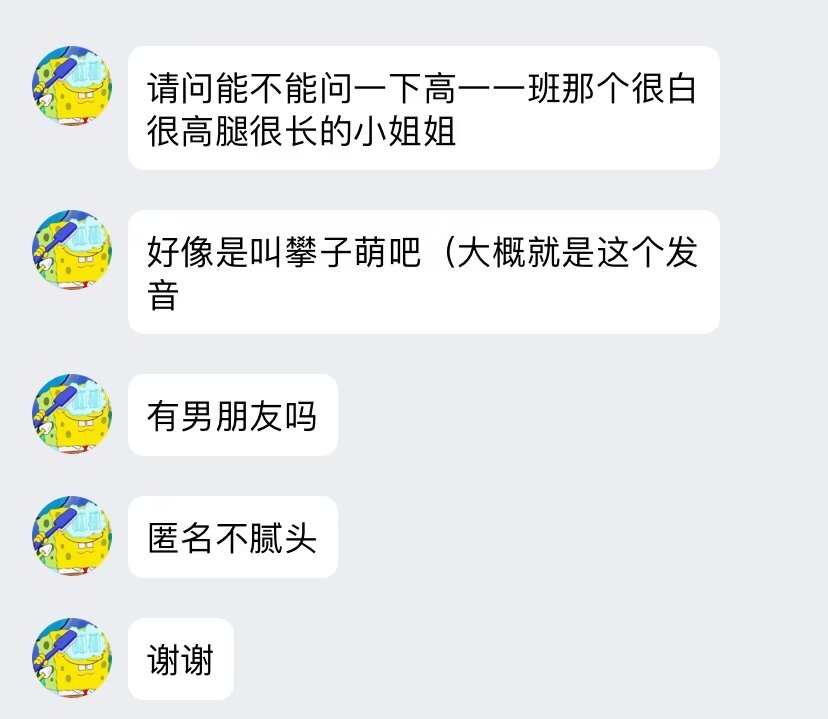 请问能不能问一下高一一班那个很白
很高腿很长的小姐姐
好像是叫攀子萌吧（大概就是这个发
音
有男朋友吗
匿名不腻头
谢谢